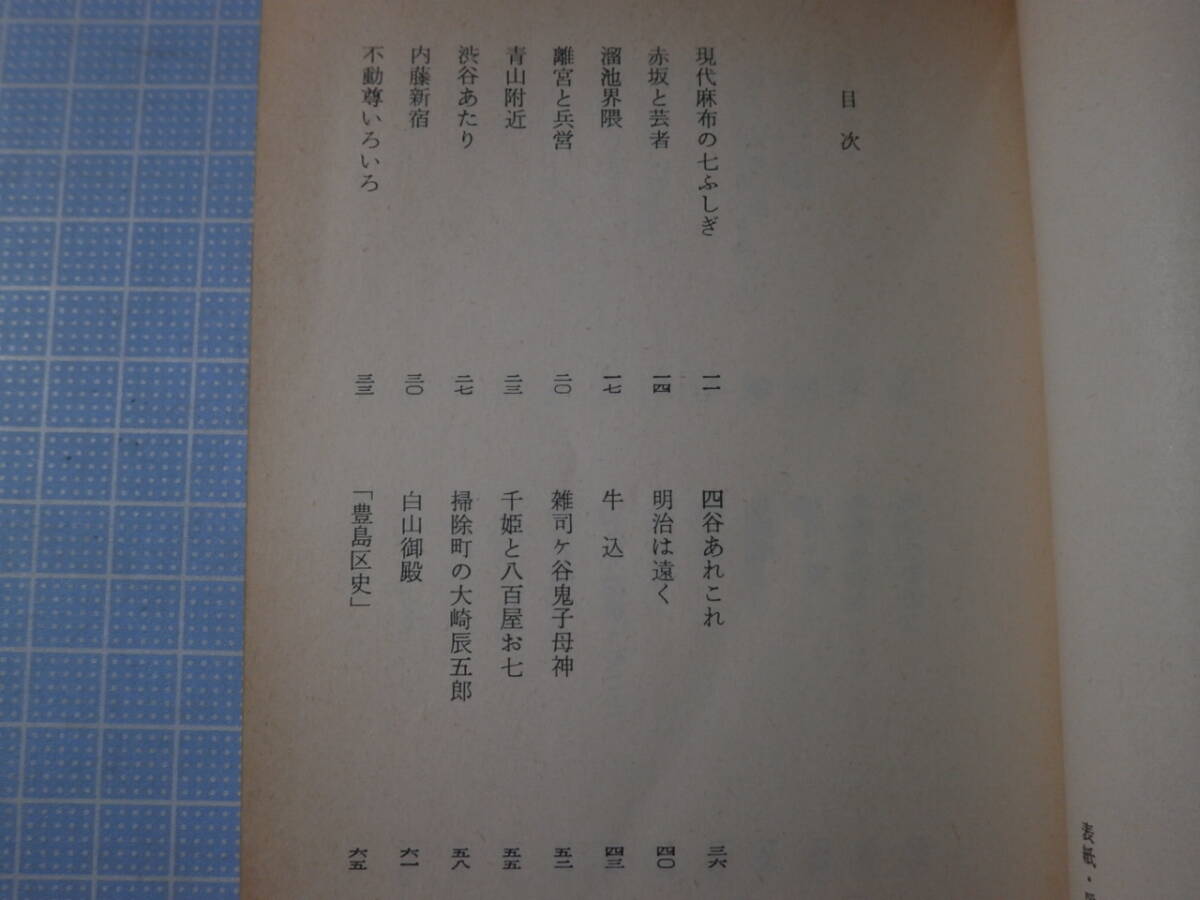 表紙・
目次
現代麻布の七ふしぎ 一一
赤坂と芸者 一四
溜池界隈 一七
離宮と兵営 二〇
青山附近 二三
渋谷あたり 二七
内藤新宿 三〇
不動尊いろいろ 三三
四谷あれこれ 三六
明治は遠く 四〇
牛込 四三
雑司ヶ谷鬼子母神 五二
千姫と八百屋お七 五五
掃除町の大崎辰五郎 五八
白山御殿 六一
「豊島区史」 六五